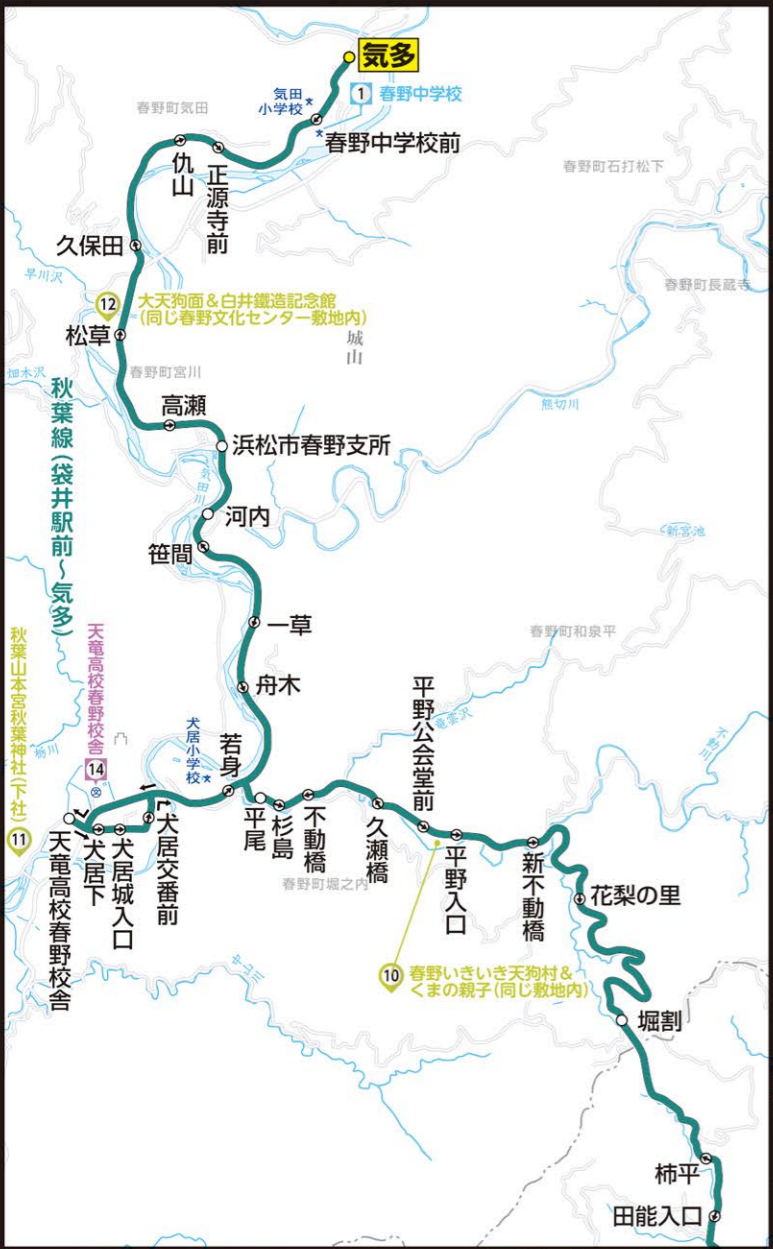 気多
気田
小学校
1 春野中学校
春野町気田
春野中学校前
仇山
正源寺前
春野町石打松下
久保田
早川沢
12 大天狗面&白井鐵造記念館
(同じ春野文化センター敷地内)
春野町長蔵寺
松草
城山
春野町宮川
畑木沢
秋葉線(袋井駅前~気多)
高瀬
熊切川
浜松市春野支所
気田川
河内
笹間
新宮池
一草
春野町和泉平
舟木
秋葉山本宮秋葉神社(下社)
11
天竜高校春野校舎
14
犬居小学校
若身
平野公会堂前
竜雲沢
不動川
平尾
杉島
不動橋
久瀬橋
平野入口
新不動橋
天竜高校春野校舎
犬居下
犬居城入口
犬居交番前
春野町堀之内
花梨の里
10 春野いきいき天狗村&
くまの親子(同じ敷地内)
堀割
柿平
田能入口